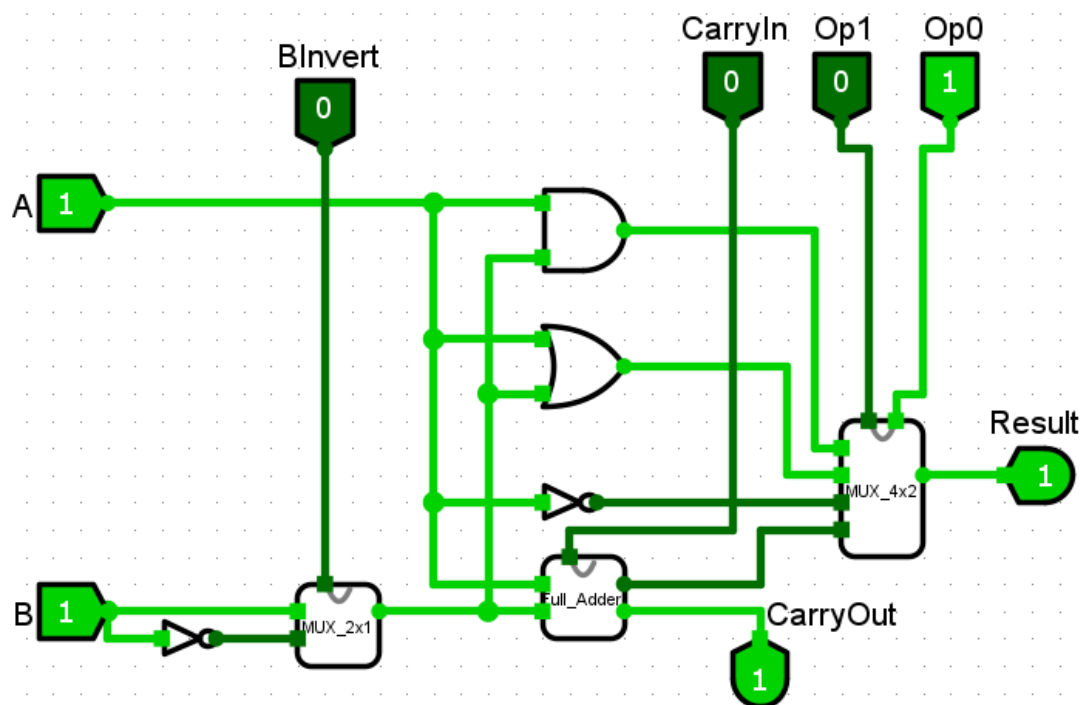 CarryIn Op1 Op0
BInvert
0 0 1
0
A 1
Result
1
MUX_4x2
Full_Adder
B 1
MUX_2x1
CarryOut
1